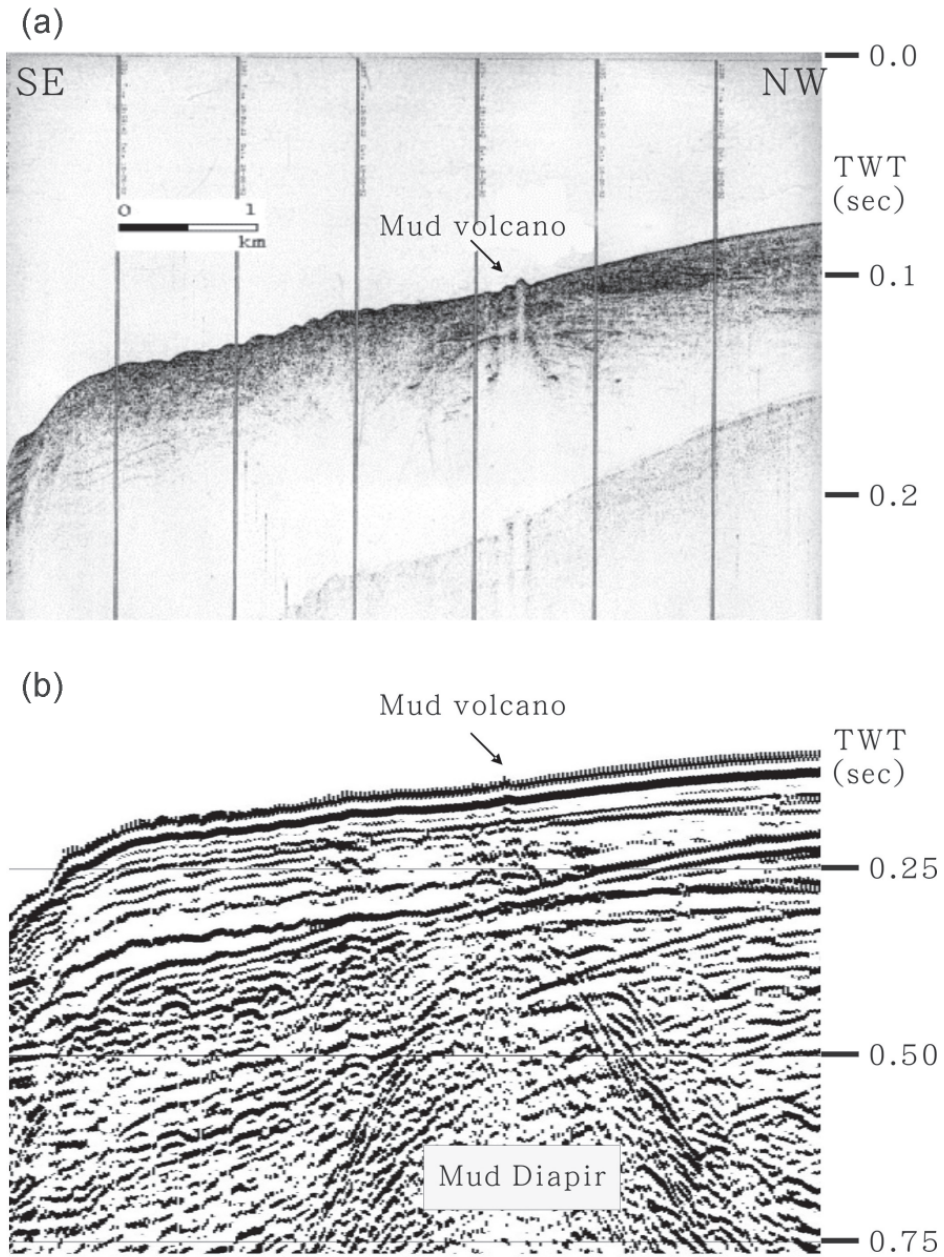 (a)
SE
NW
0.0
TWT
(sec)
0 1
km
Mud volcano
0.1
0.2
(b)
Mud volcano
TWT
(sec)
0.25
0.50
Mud Diapir
0.75